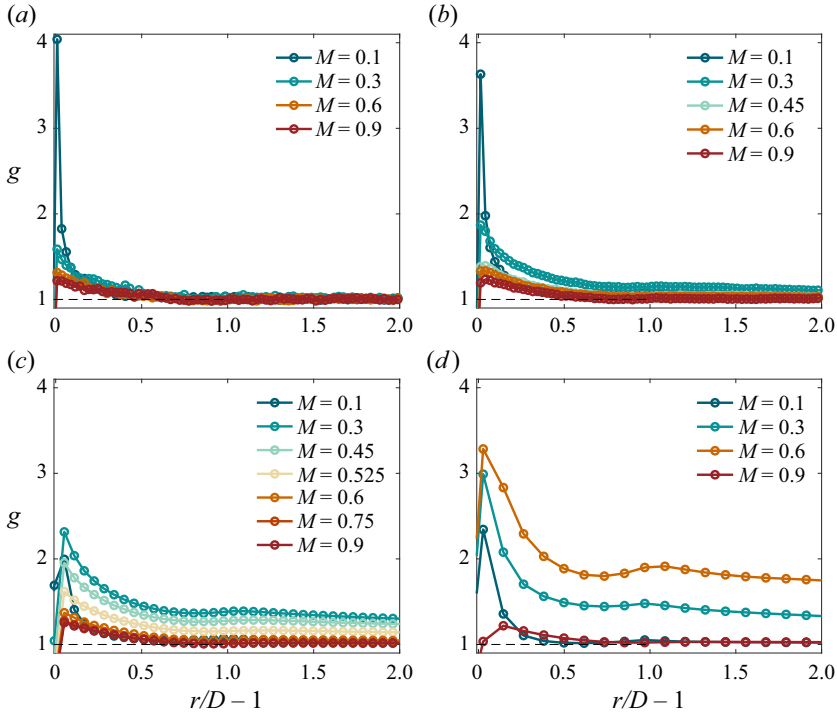 (a)
4
3
g
2
1
0
0.5
1.0
1.5
2.0
M = 0.1
M = 0.3
M = 0.6
M = 0.9
(b)
4
3
2
1
0
0.5
1.0
1.5
2.0
M = 0.1
M = 0.3
M = 0.45
M = 0.6
M = 0.9
(c)
4
3
g
2
1
0
0.5
1.0
1.5
2.0
r/D – 1
M = 0.1
M = 0.3
M = 0.45
M = 0.525
M = 0.6
M = 0.75
M = 0.9
(d)
4
3
2
1
0
0.5
1.0
1.5
2.0
r/D – 1
M = 0.1
M = 0.3
M = 0.6
M = 0.9